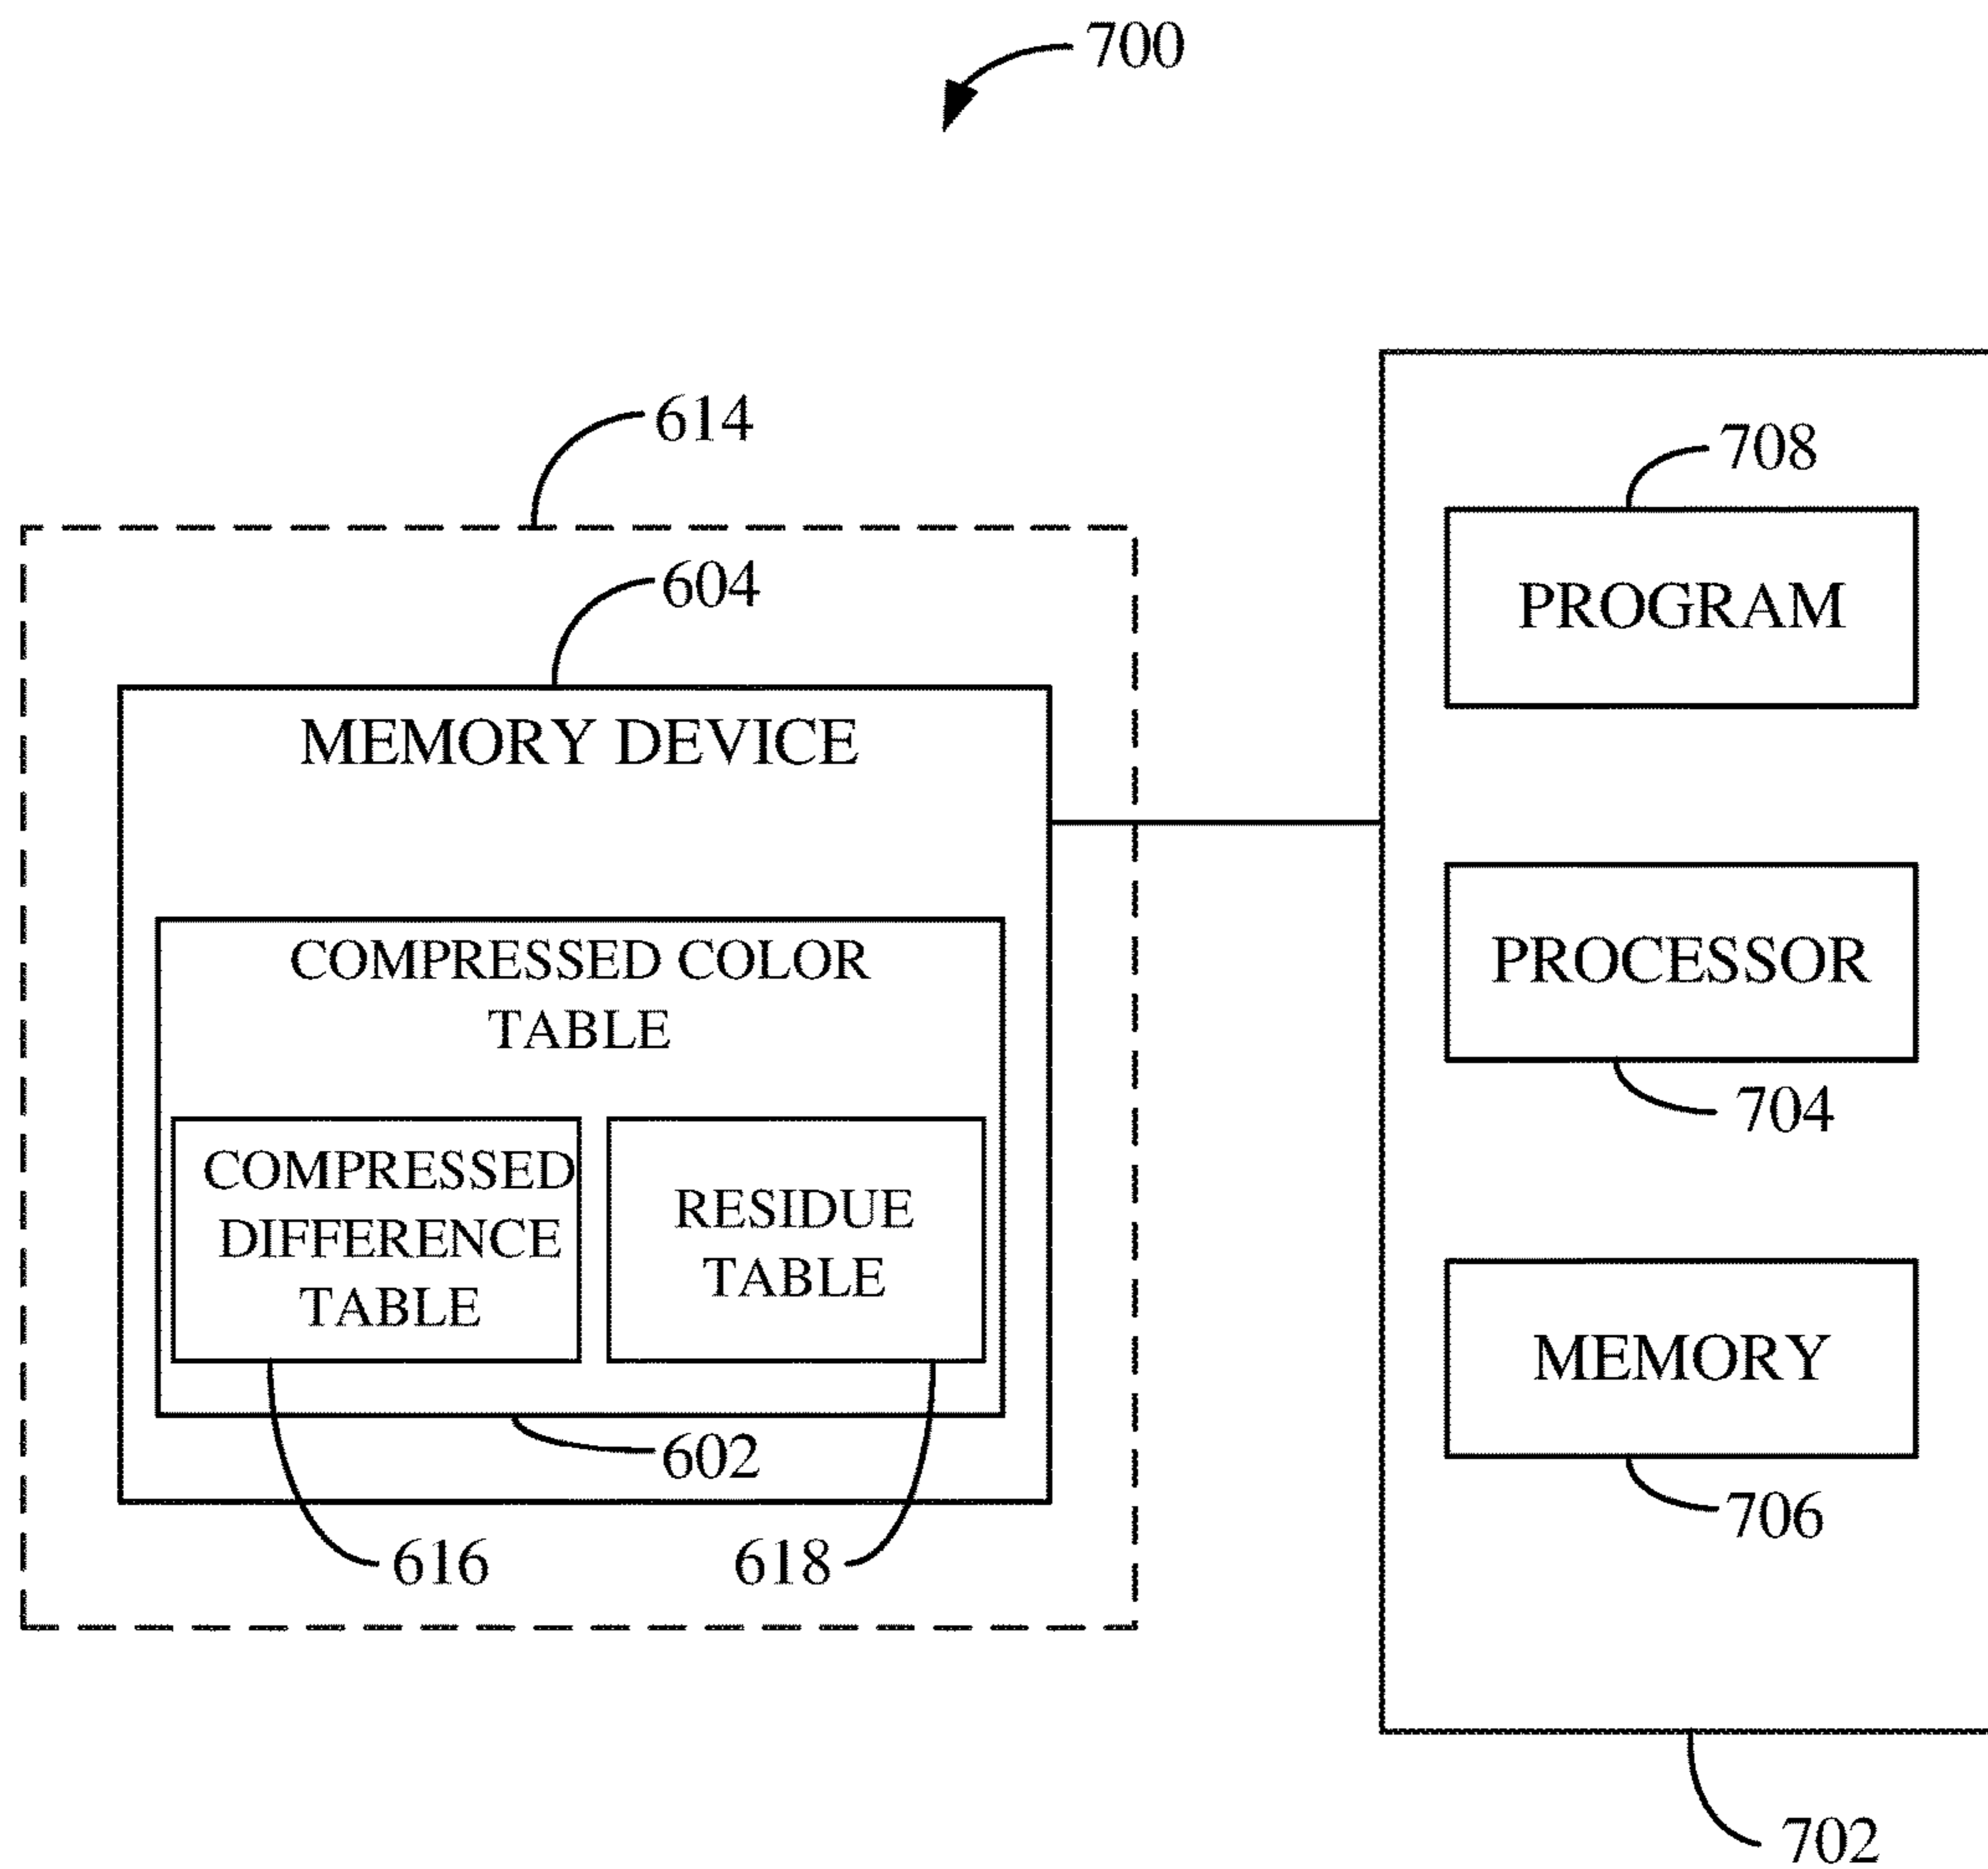 700
614
708
604
PROGRAM
MEMORY DEVICE
PROCESSOR
COMPRESSED COLOR
TABLE
704
COMPRESSED
DIFFERENCE
TABLE
RESIDUE
TABLE
MEMORY
602
706
616
618
702